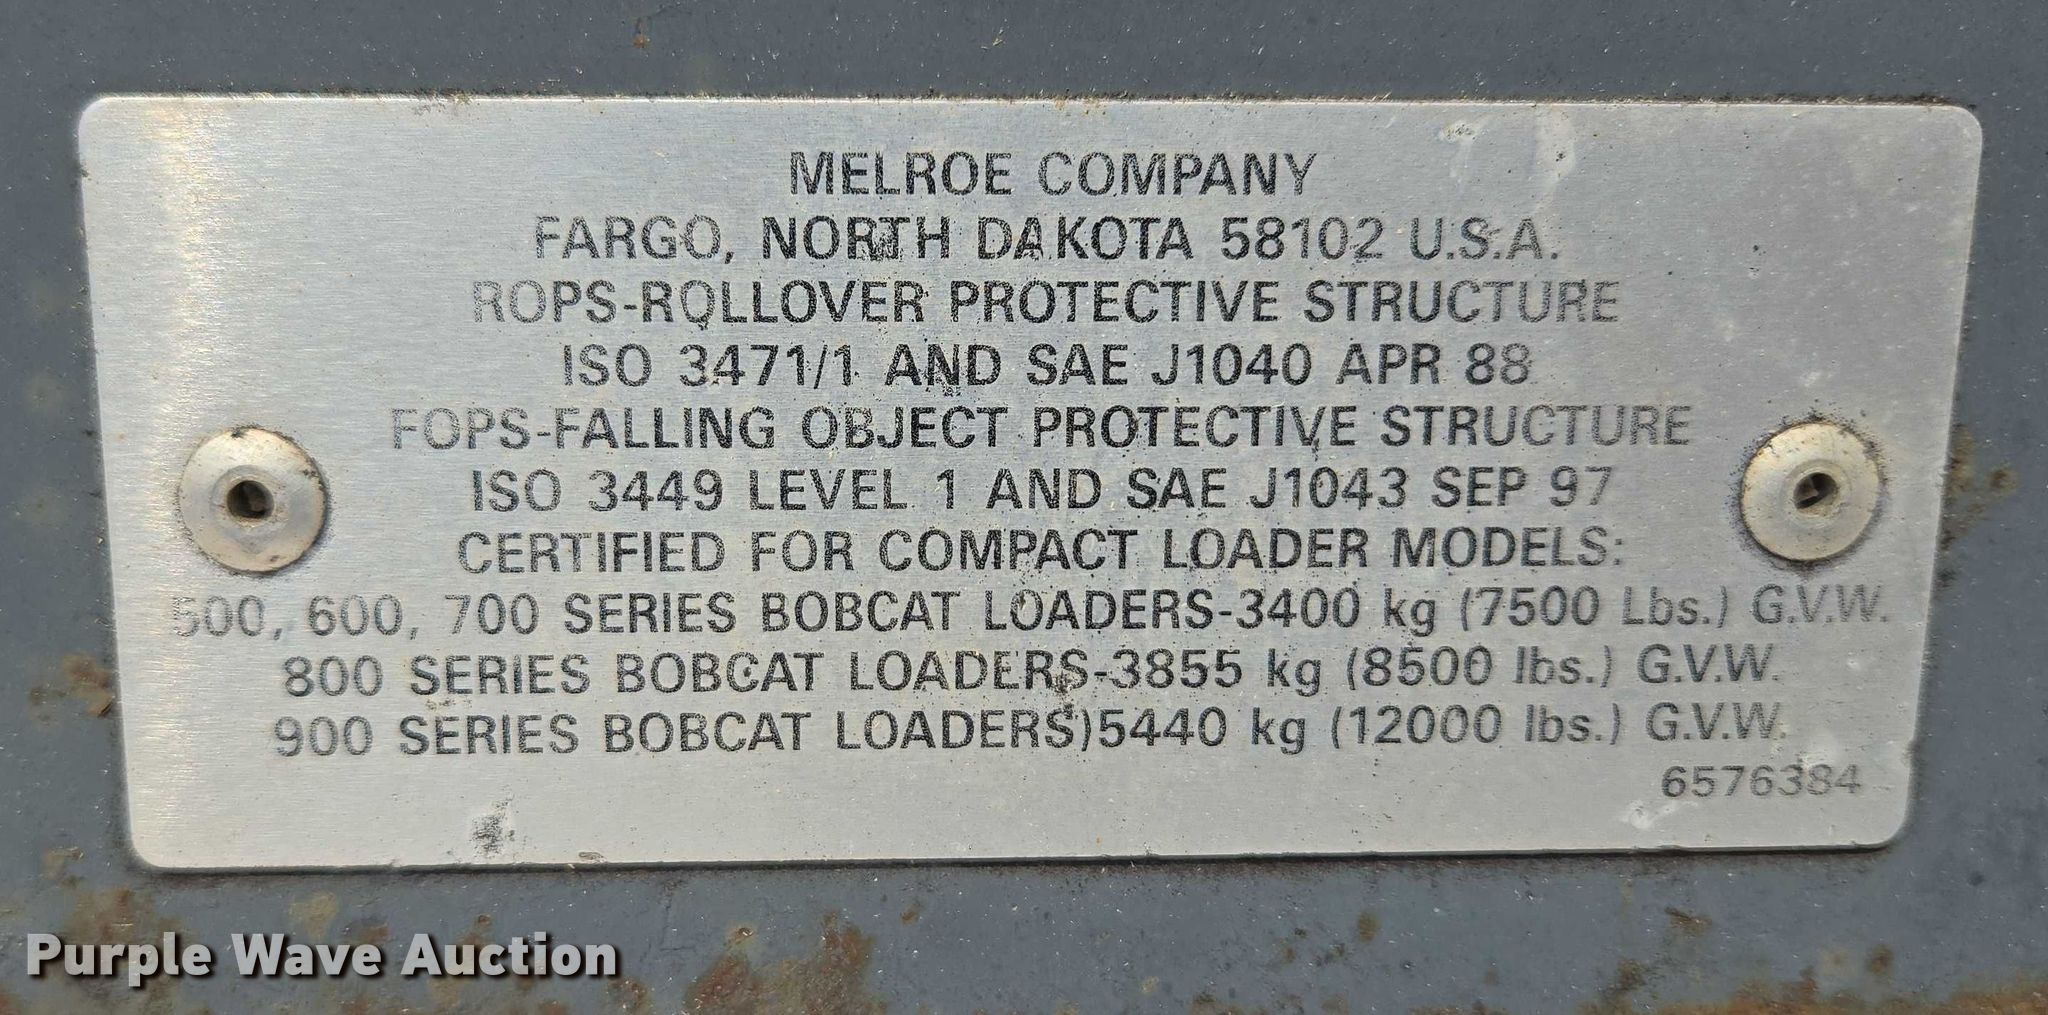 MELROE COMPANY
FARGO, NORTH DAKOTA 58102 U.S.A.
ROPS-ROLLOVER PROTECTIVE STRUCTURE
ISO 3471/1 AND SAE J1040 APR 88
FOPS-FALLING OBJECT PROTECTIVE STRUCTURE
ISO 3449 LEVEL 1 AND SAE J1043 SEP 97
CERTIFIED FOR COMPACT LOADER MODELS:
500, 600, 700 SERIES BOBCAT LOADERS-3400 kg (7500 Lbs.) G.V.W.
800 SERIES BOBCAT LOADERS-3855 kg (8500 lbs.) G.V.W.
900 SERIES BOBCAT LOADERS)5440 kg (12000 lbs.) G.V.W.
6576384
Purple Wave Auction